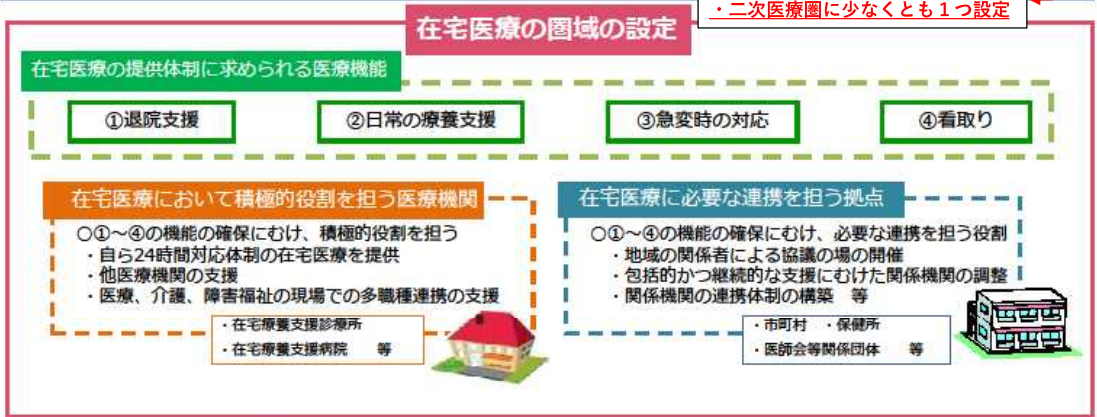 ・二次医療圏に少なくとも１つ設定
在宅医療の圏域の設定
在宅医療の提供体制に求められる医療機能
①退院支援
②日常の療養支援
③急変時の対応
④看取り
在宅医療において積極的役割を担う医療機関
○①～④の機能の確保にむけ、積極的役割を担う
・自ら24時間対応体制の在宅医療を提供
・他医療機関の支援
・医療、介護、障害福祉の現場での多職種連携の支援
・在宅療養支援診療所
・在宅療養支援病院　等
在宅医療に必要な連携を担う拠点
○①～④の機能の確保にむけ、必要な連携を担う役割
・地域の関係者による協議の場の開催
・包括的かつ継続的な支援にむけた関係機関の調整
・関係機関の連携体制の構築　等
・市町村　・保健所
・医師会等関係団体　等